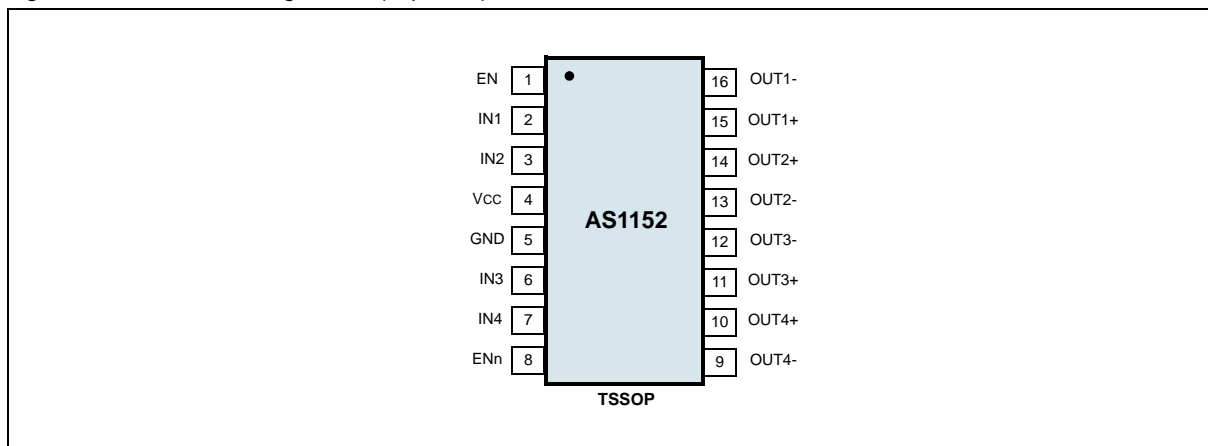 EN 1 16 OUT1-
IN1 2 15 OUT1+
IN2 3 14 OUT2+
VCC 4 13 OUT2-
AS1152
GND 5 12 OUT3-
IN3 6 11 OUT3+
IN4 7 10 OUT4+
ENn 8 9 OUT4-
TSSOP